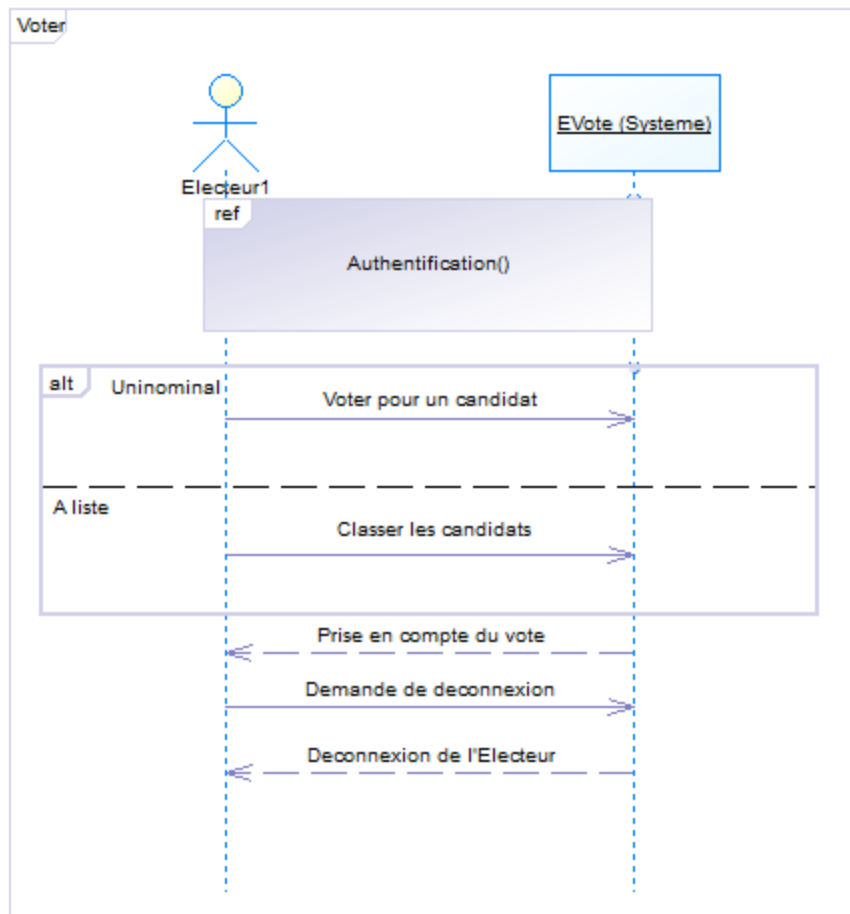 Voter
EVote (Systeme)
Electeur1
ref
Authentification()
alt
Uninominal
Voter pour un candidat
A liste
Classer les candidats
Prise en compte du vote
Demande de deconnexion
Deconnexion de l'Electeur